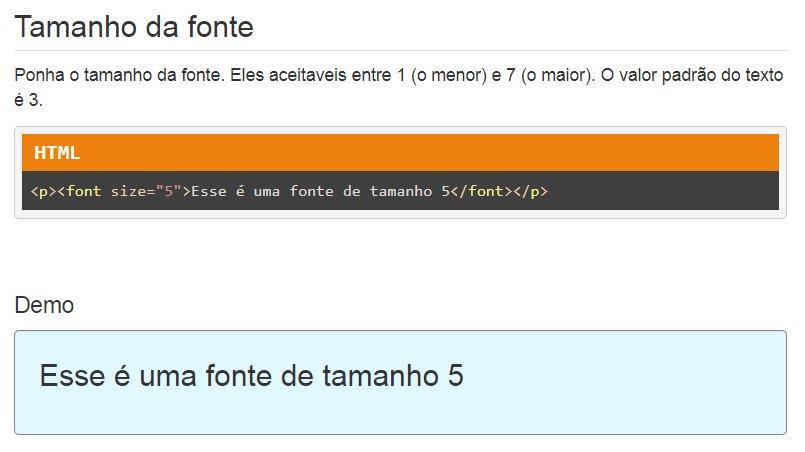 Tamanho da fonte
Ponha o tamanho da fonte. Eles aceitaveis entre 1 (o menor) e 7 (o maior). O valor padrão do texto
é 3.
HTML
<p><font size="5">Esse é uma fonte de tamanho 5</font></p>
Demo
Esse é uma fonte de tamanho 5